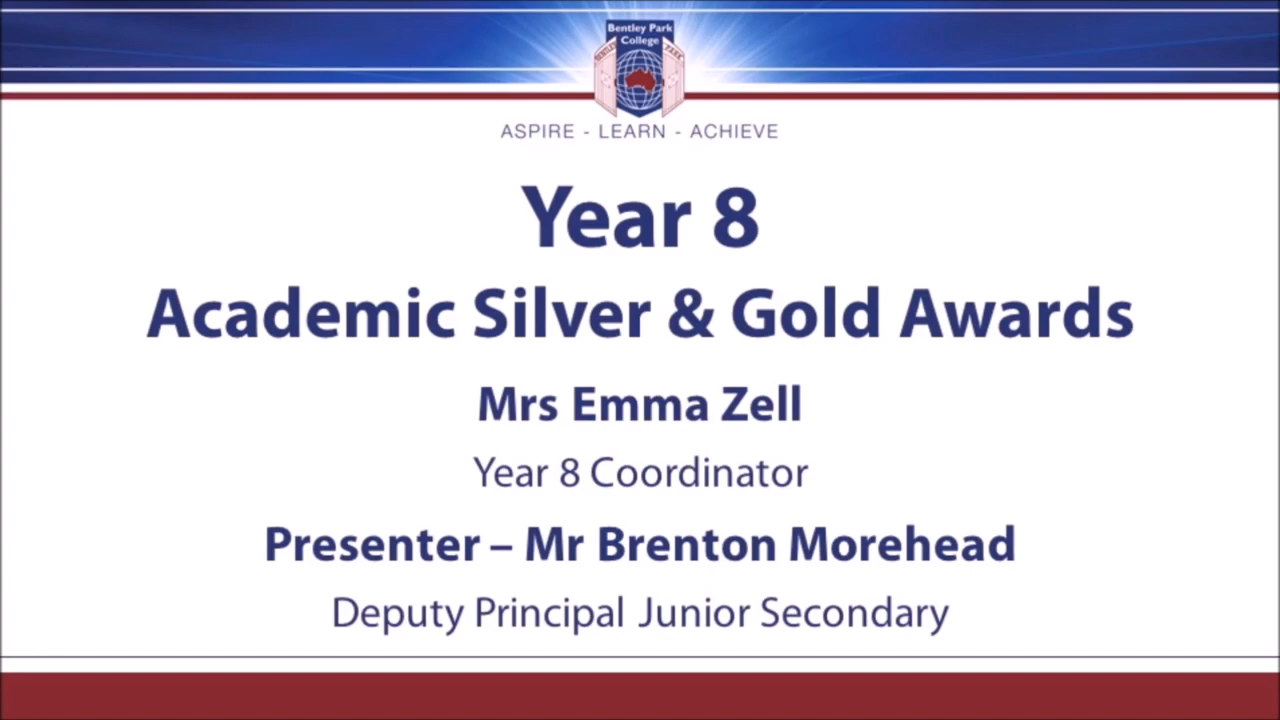 Bentley Park
College
ASPIRE - LEARN - ACHIEVE
Year 8
Academic Silver & Gold Awards
Mrs Emma Zell
Year 8 Coordinator
Presenter – Mr Brenton Morehead
Deputy Principal Junior Secondary